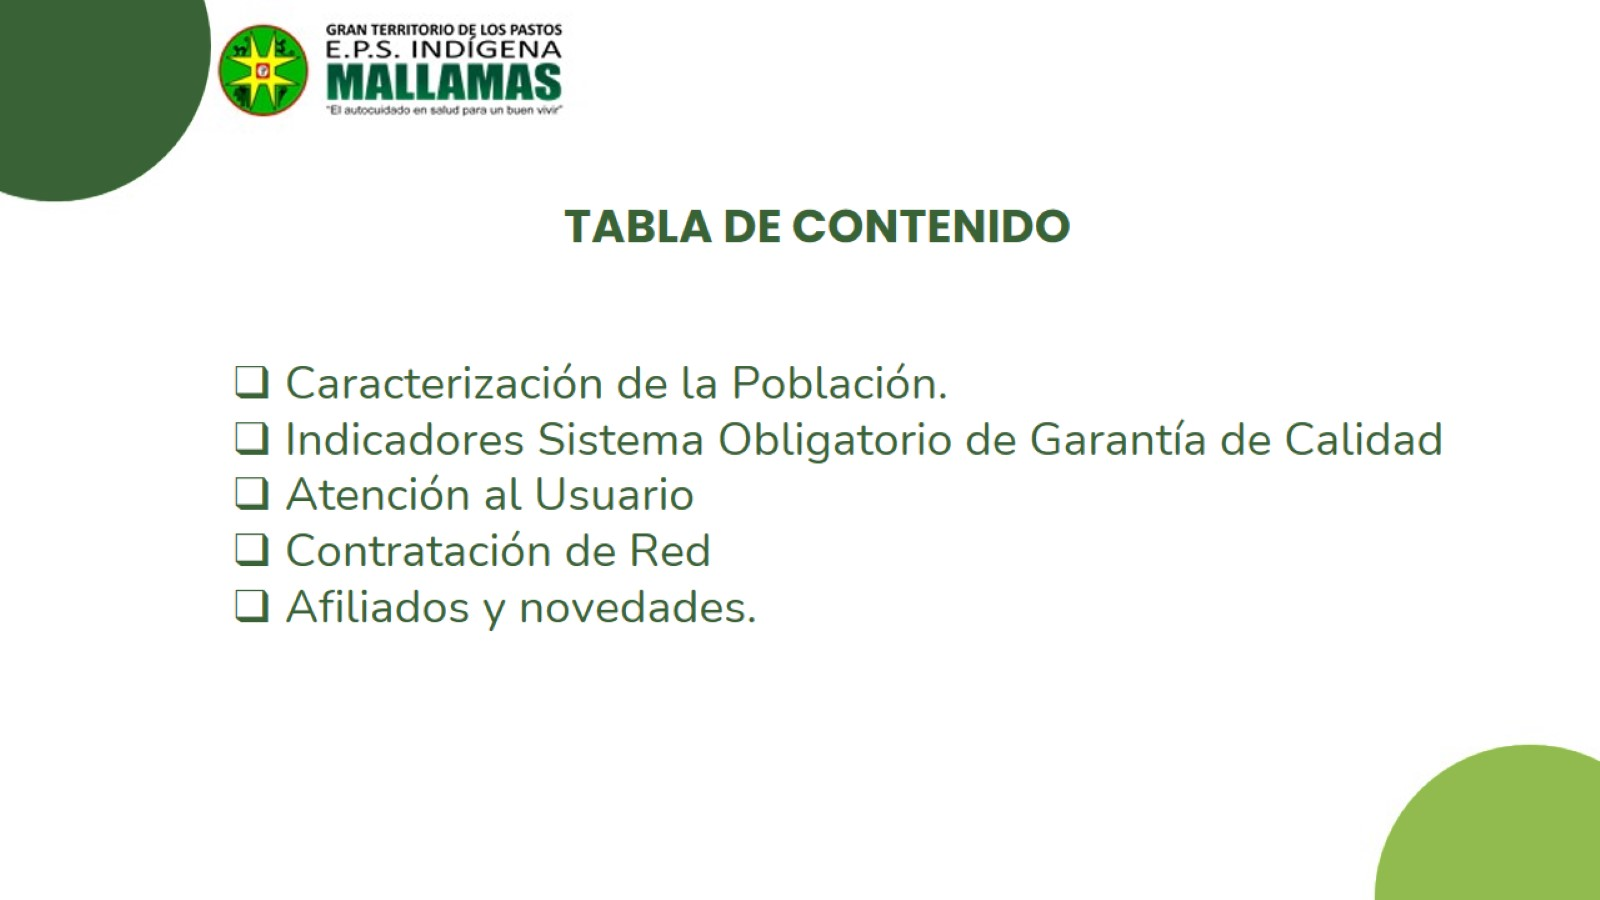 GRAN TERRITORIO DE LOS PASTOS
E.P.S. INDÍGENA
MALLAMAS
"El autocuidado en salud para un buen vivir"
TABLA DE CONTENIDO
❑ Caracterización de la Población.
❑ Indicadores Sistema Obligatorio de Garantía de Calidad
❑ Atención al Usuario
❑ Contratación de Red
❑ Afiliados y novedades.